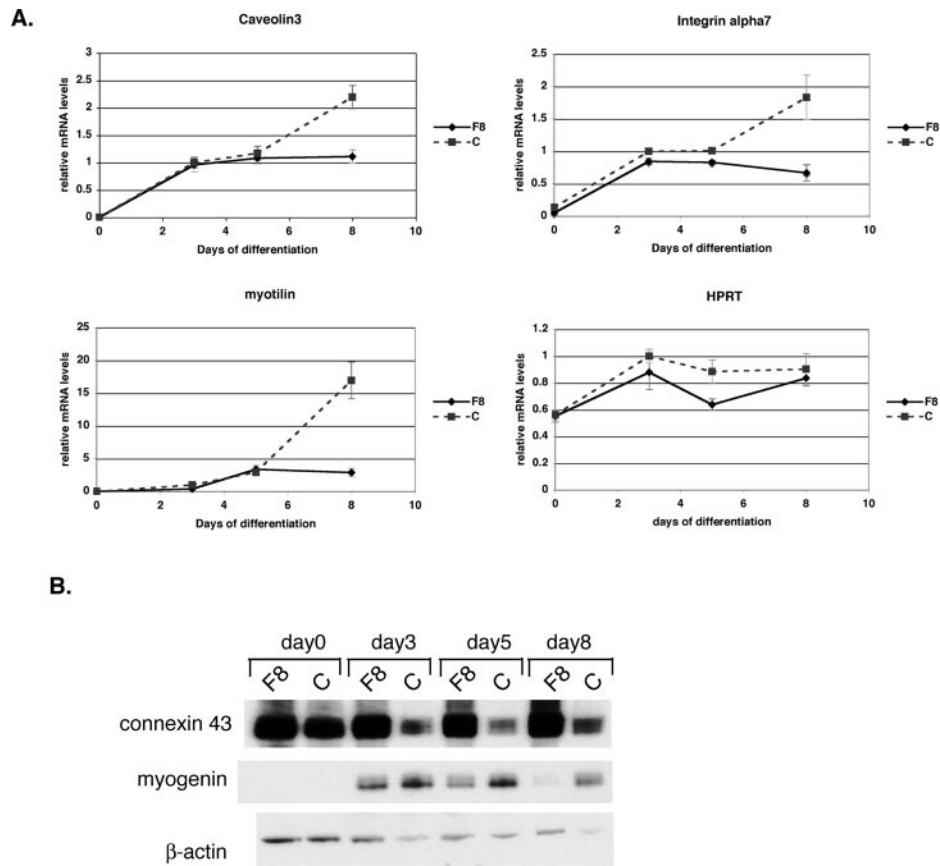 A.
Caveolin3
relative mRNA levels
3
2.5
2
1.5
1
0.5
0
0 2 4 6 8 10
Days of differentiation
F8
C
Integrin alpha7
relative mRNA levels
2.5
2
1.5
1
0.5
0
0 2 4 6 8 10
Days of differentiation
F8
C
myotilin
relative mRNA levels
25
20
15
10
5
0
0 2 4 6 8 10
Days of differentiation
F8
C
HPRT
relative mRNA levels
1.2
1
0.8
0.6
0.4
0.2
0
0 2 4 6 8 10
days of differentiation
F8
C
B.
day0 day3 day5 day8
F8 C F8 C F8 C F8 C
connexin 43
myogenin
β-actin